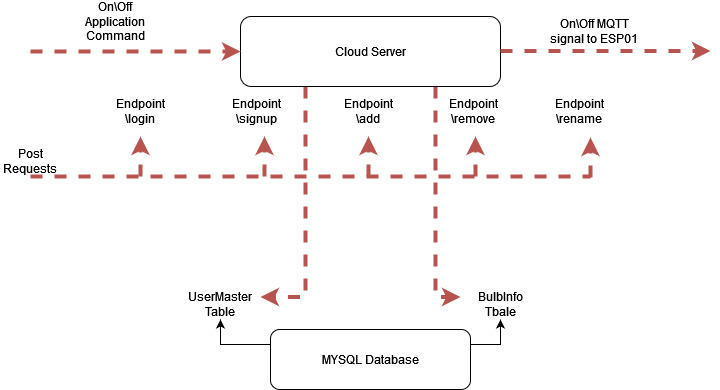 On\Off
Application
Command
Cloud Server
On\Off MQTT
signal to ESP01
Endpoint
\login
Endpoint
\signup
Endpoint
\add
Endpoint
\remove
Endpoint
\rename
Post
Requests
UserMaster
Table
BulbInfo
Tbale
MYSQL Database